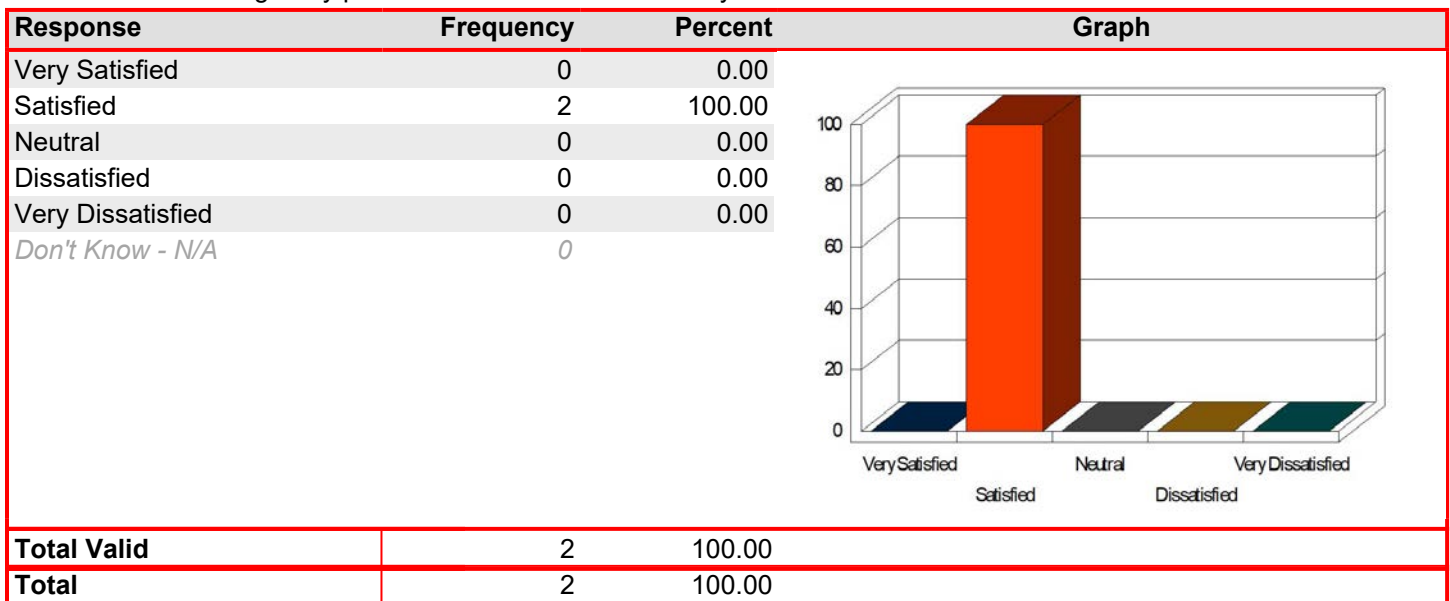 Response Frequency Percent Graph
Very Satisfied 0 0.00
Satisfied 2 100.00
Neutral 0 0.00
Dissatisfied 0 0.00
Very Dissatisfied 0 0.00
Don't Know - N/A 0
100
80
60
40
20
0
Very Satisfied Neutral Very Dissatisfied
Satisfied Dissatisfied
Total Valid 2 100.00
Total 2 100.00